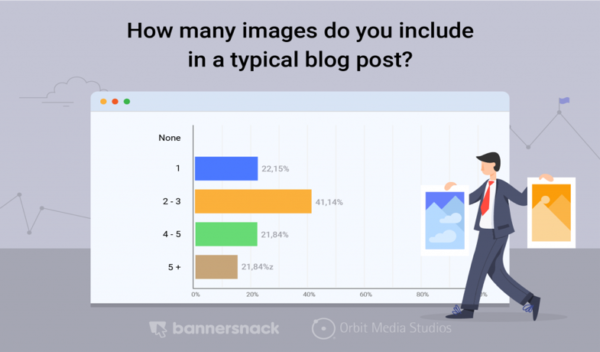 How many images do you include
in a typical blog post?
None
1
22,15%
2 - 3
41,14%
4 - 5
21,84%
5 +
21,84%z
0% 20% 40% 60% 80%
bannersnack Orbit Media Studios